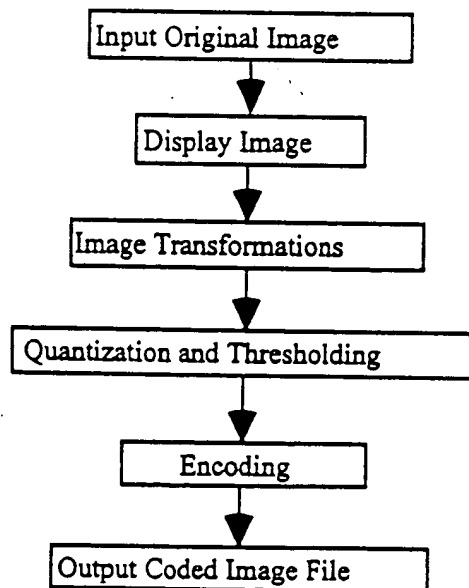 Input Original Image
Display Image
Image Transformations
Quantization and Thresholding
Encoding
Output Coded Image File